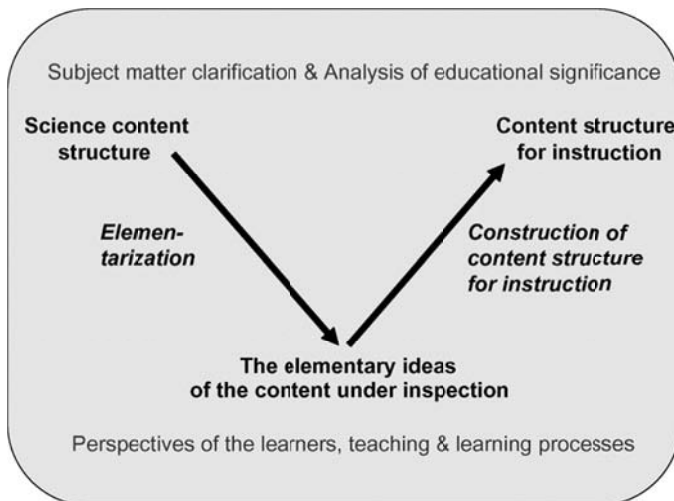 Subject matter clarification & Analysis of educational significance
Science content
structure
Content structure
for instruction
Elemen-
tarization
Construction of
content structure
for instruction
The elementary ideas
of the content under inspection
Perspectives of the learners, teaching & learning processes